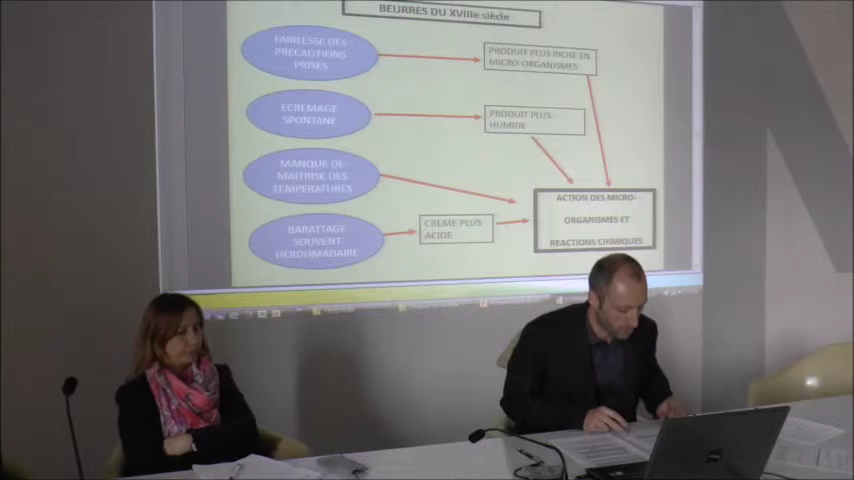 BEURRES DU XVIIIe siècle
FAIBLESSE DES
PRECAUTIONS
PRISES
PRODUIT PLUS RICHE EN
MICRO-ORGANISMES
ECREMAGE
SPONTANE
PRODUIT PLUS
HUMIDE
MANQUE DE
MAITRISE DES
TEMPERATURES
ACTION DES MICRO-
ORGANISMES ET
REACTIONS CHIMIQUES
BARATTAGE
SOUVENT
HEBDOMADAIRE
CREME PLUS
ACIDE